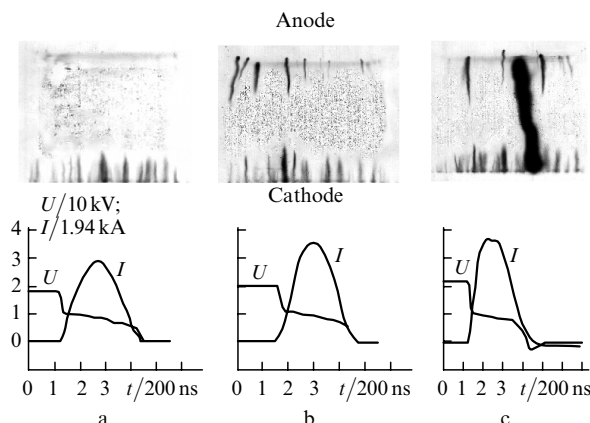 Anode
Cathode
U/10 kV;
I/1.94 kA
4
3
2
1
0
U
I
U
I
U
I
0 1 2 3 t/200 ns
0 1 2 3 t/200 ns
0 1 2 3 t/200 ns
a
b
c